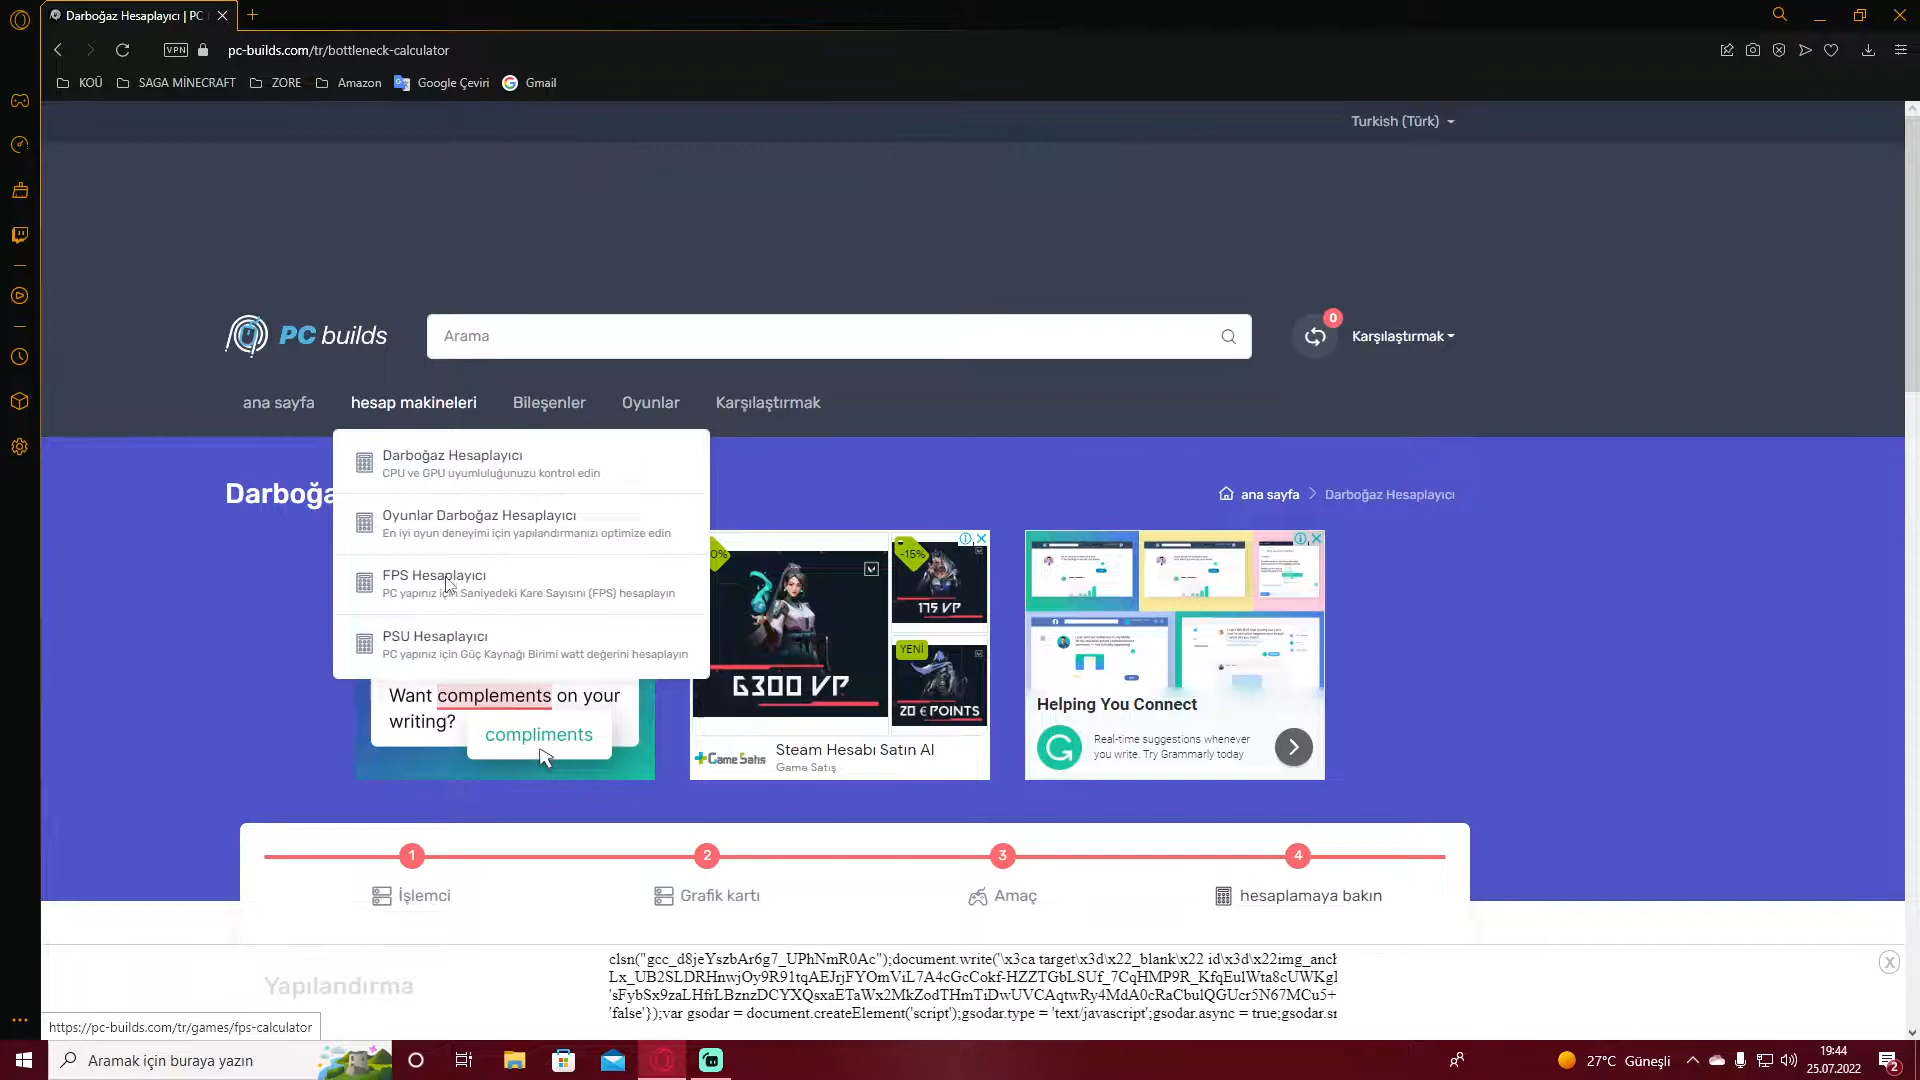 Darboğaz Hesaplayıcı | PC
VPN
pc-builds.com/tr/bottleneck-calculator
KOÜ
SAGA MİNECRAFT
ZORE
Amazon
Google Çeviri
Gmail
Turkish (Türk)
PC builds
Arama
0
Karşılaştırmak
ana sayfa
hesap makineleri
Bileşenler
Oyunlar
Karşılaştırmak
Darboğaz Hesaplayıcı
CPU ve GPU uyumluluğunuzu kontrol edin
Oyunlar Darboğaz Hesaplayıcı
En iyi oyun deneyimi için yapılandırmanızı optimize edin
FPS Hesaplayıcı
PC yapınız için Saniyedeki Kare Sayısını (FPS) hesaplayın
PSU Hesaplayıcı
PC yapınız için Güç Kaynağı Birimi watt değerini hesaplayın
Darboğa
ana sayfa
Darboğaz Hesaplayıcı
Want complements on your
writing?
compliments
0%
6300 VP
-15%
175 VP
YENİ
20 € POINTS
Game Satış
Steam Hesabı Satın Al
Game Satış
Helping You Connect
Real-time suggestions whenever
you write. Try Grammarly today
1
2
3
4
İşlemci
Grafik kartı
Amaç
hesaplamaya bakın
Yapılandırma
clsn("gcc_d8jeYszbAr6g7_UPhNmR0Ac");document.write('\x3ca target\x3d\x22_blank\x22 id\x3d\x22img_anch
Lx_UB2SLDRHnwjOy9R91tqAEJrjFYOmViL7A4cGcCokf-HZZTGbLSUf_7CqHMP9R_KfqEulWta8cUWKgl
'sFybSx9zaLHfrLBznzDCYXQsxaETaWx2MkZodTHmTiDwUVCAqtwRy4MdA0cRaCbulQGUcr5N67MCu5+
'false'});var gsodar = document.createElement('script');gsodar.type = 'text/javascript';gsodar.async = true;gsodar.sr
X
https://pc-builds.com/tr/games/fps-calculator
Aramak için buraya yazın
27°C Güneşli
19:44
25.07.2022
2